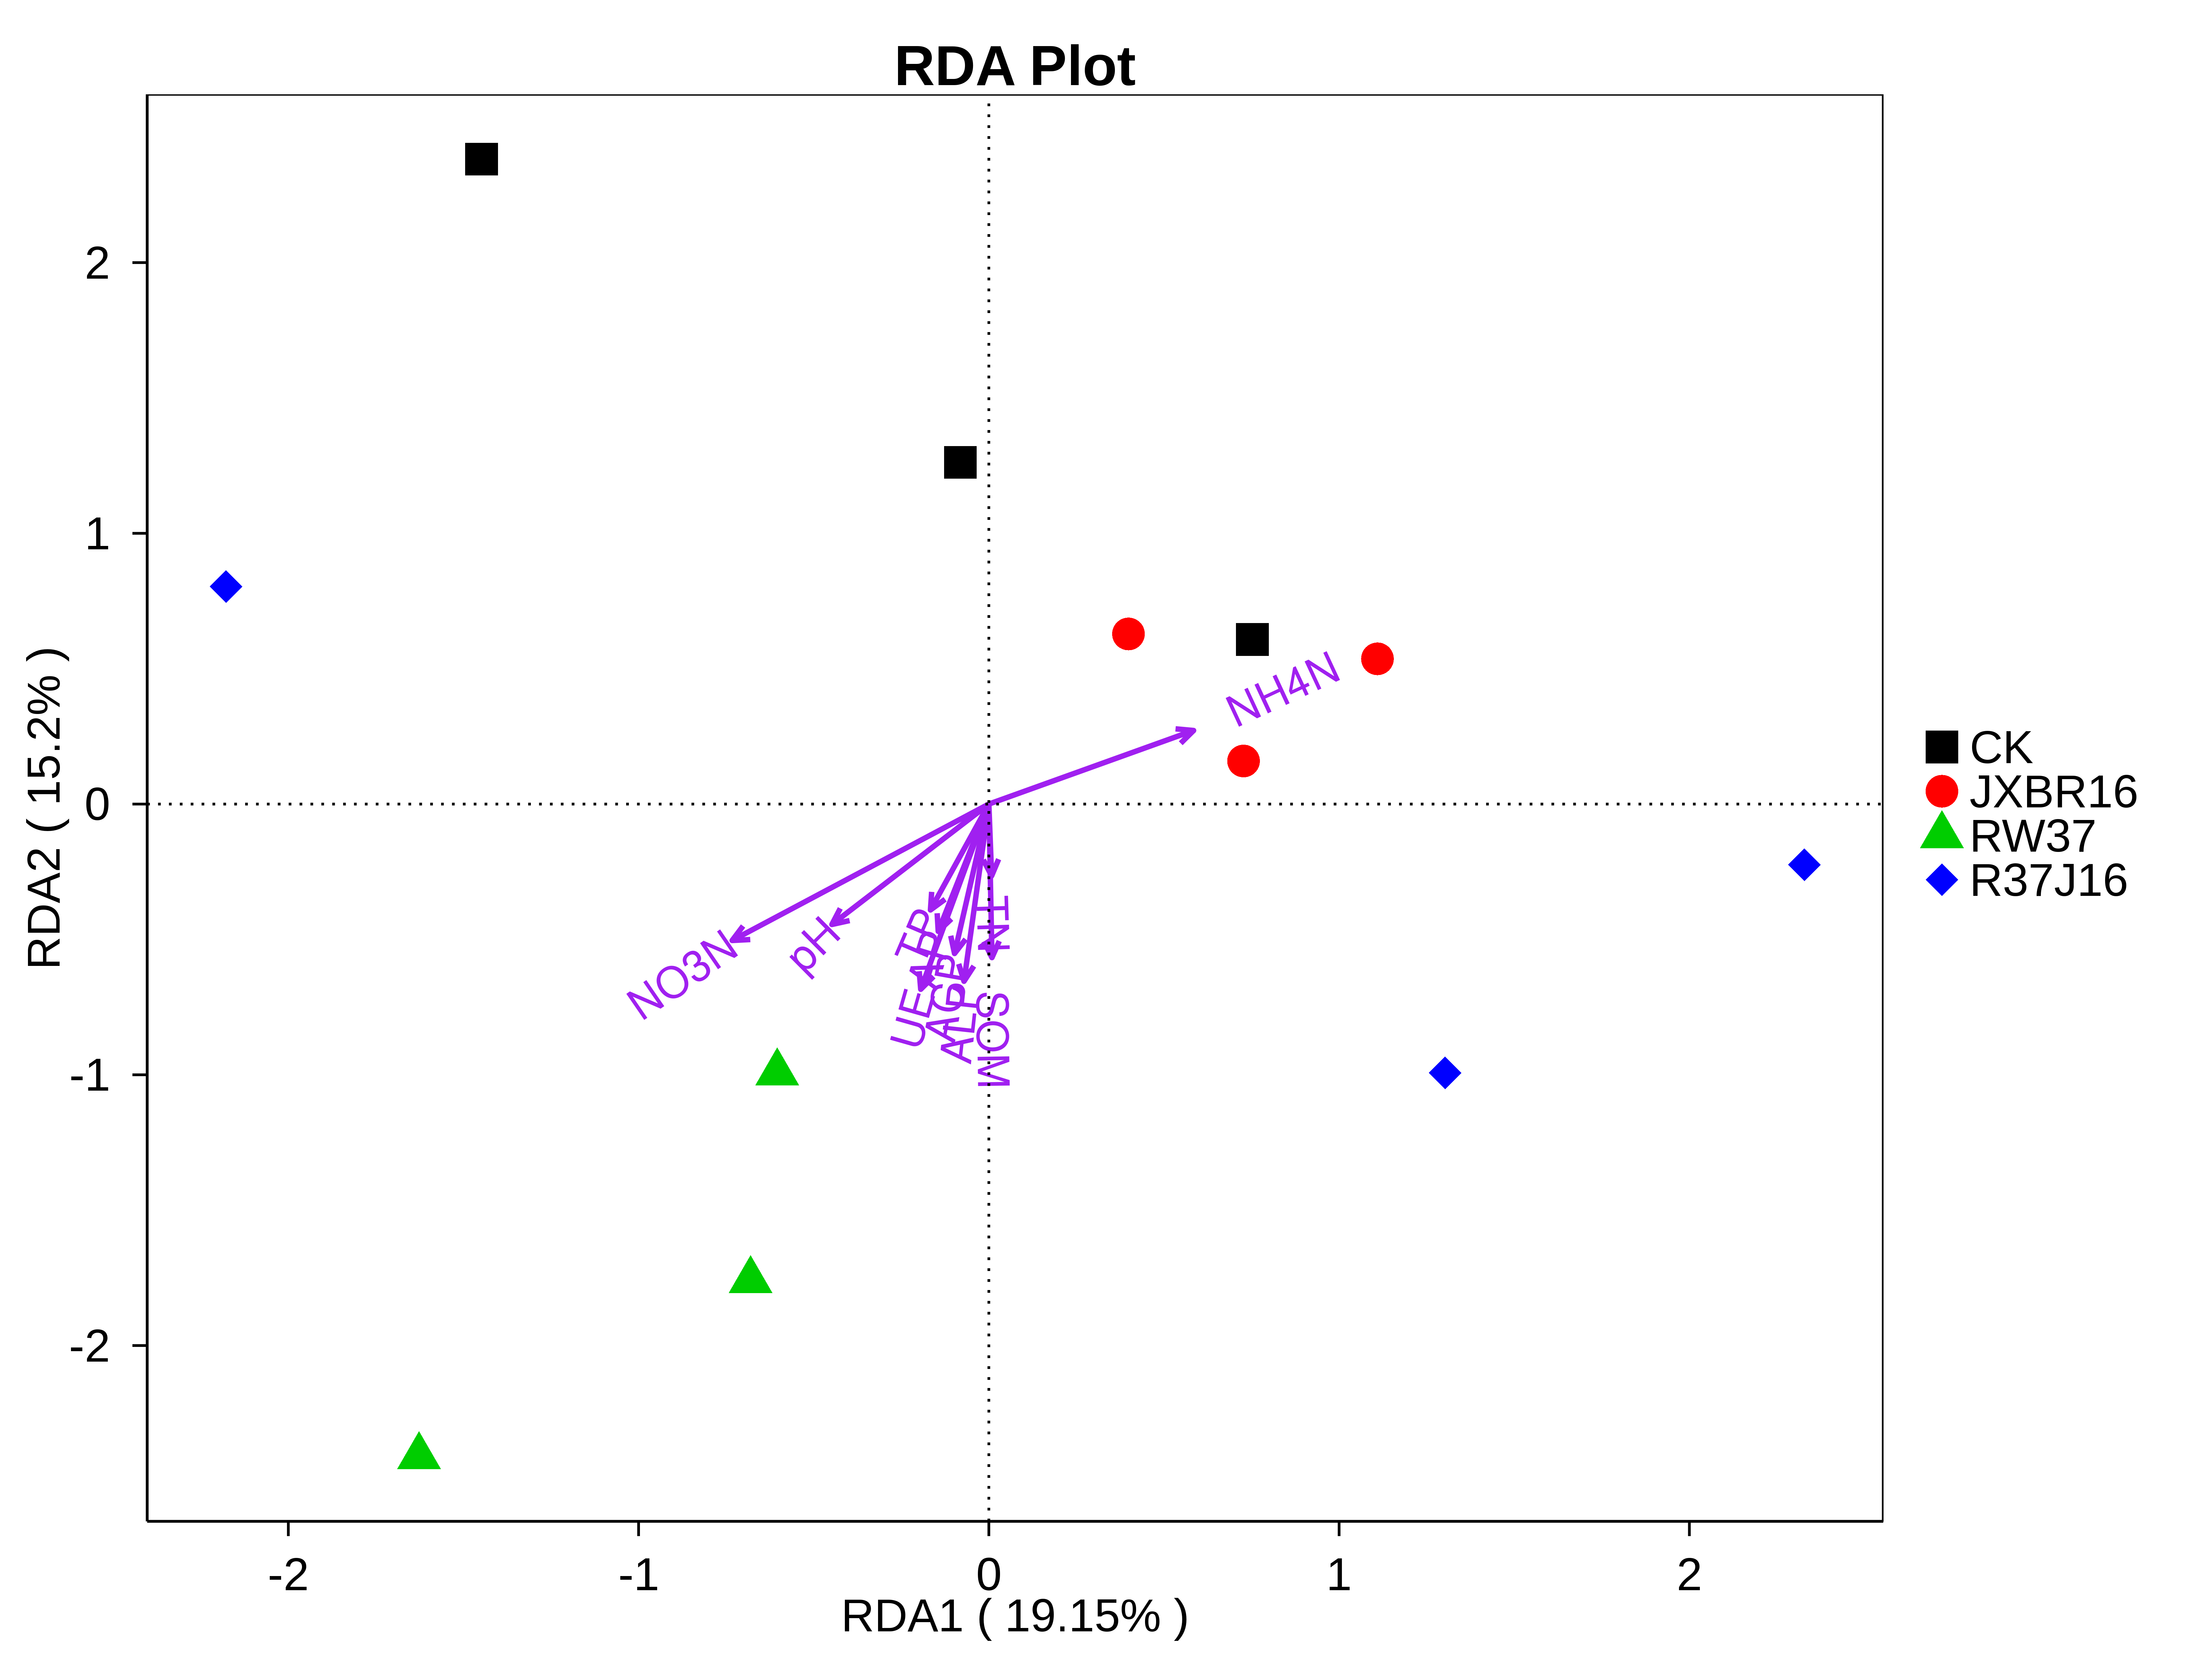 RDA Plot
RDA2 ( 15.2% )
2
1
0
-1
-2
NH4N
NO3N
pH
TN
SOM
CK
JXBR16
RW37
R37J16
-2
-1
0
1
2
RDA1 ( 19.15% )